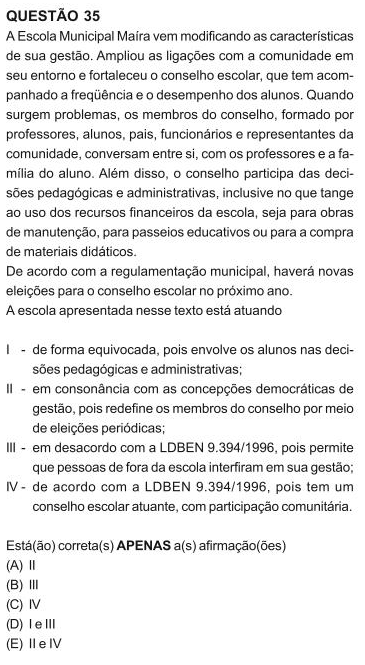 QUESTÃO 35
A Escola Municipal Maíra vem modificando as características
de sua gestão. Ampliou as ligações com a comunidade em
seu entorno e fortaleceu o conselho escolar, que tem acom-
panhado a freqüência e o desempenho dos alunos. Quando
surgem problemas, os membros do conselho, formado por
professores, alunos, pais, funcionários e representantes da
comunidade, conversam entre si, com os professores e a fa-
mília do aluno. Além disso, o conselho participa das deci-
sões pedagógicas e administrativas, inclusive no que tange
ao uso dos recursos financeiros da escola, seja para obras
de manutenção, para passeios educativos ou para a compra
de materiais didáticos.
De acordo com a regulamentação municipal, haverá novas
eleições para o conselho escolar no próximo ano.
A escola apresentada nesse texto está atuando
I - de forma equivocada, pois envolve os alunos nas deci-
sões pedagógicas e administrativas;
II - em consonância com as concepções democráticas de
gestão, pois redefine os membros do conselho por meio
de eleições periódicas;
III - em desacordo com a LDBEN 9.394/1996, pois permite
que pessoas de fora da escola interfiram em sua gestão;
IV - de acordo com a LDBEN 9.394/1996, pois tem um
conselho escolar atuante, com participação comunitária.
Está(ão) correta(s) APENAS a(s) afirmação(ões)
(A) II
(B) III
(C) IV
(D) I e III
(E) II e IV